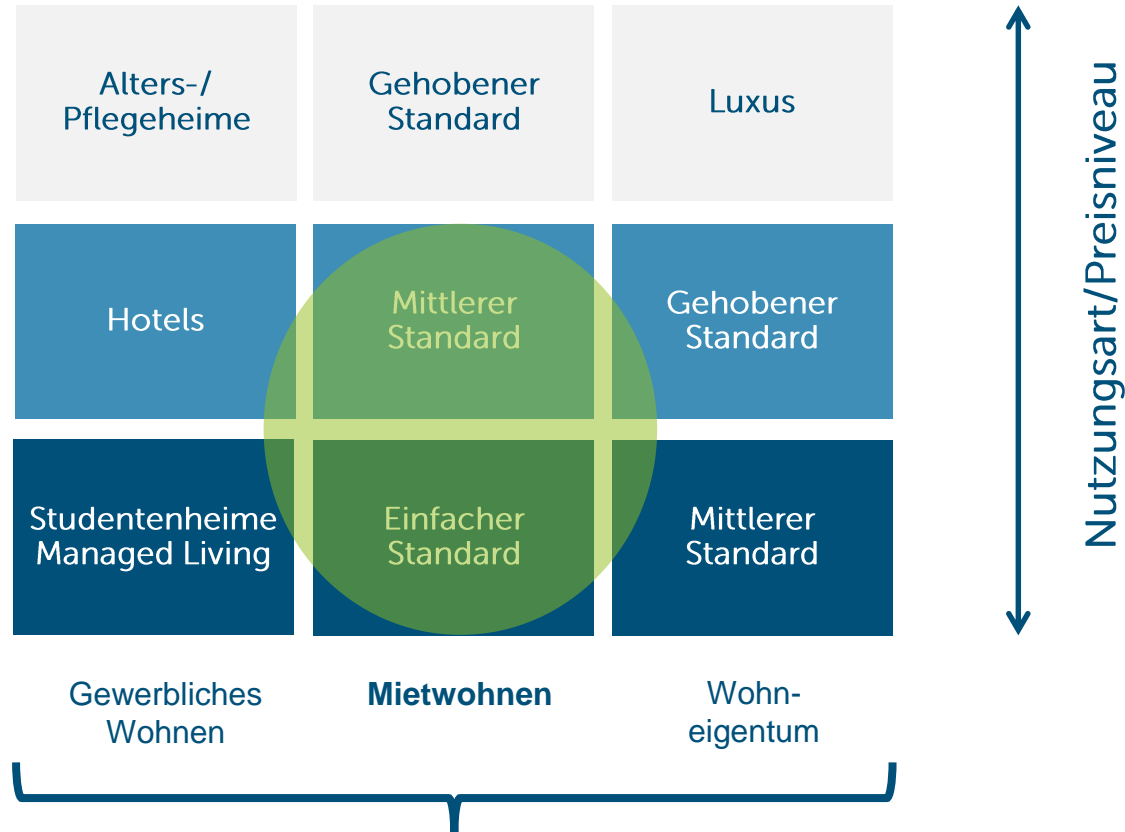 Alters-/
Pflegeheime
Gehobener
Standard
Luxus
Hotels
Mittlerer
Standard
Gehobener
Standard
Studentenheime
Managed Living
Einfacher
Standard
Mittlerer
Standard
Gewerbliches
Wohnen
Mietwohnen
Wohn-
eigentum
Nutzungsart/Preisniveau